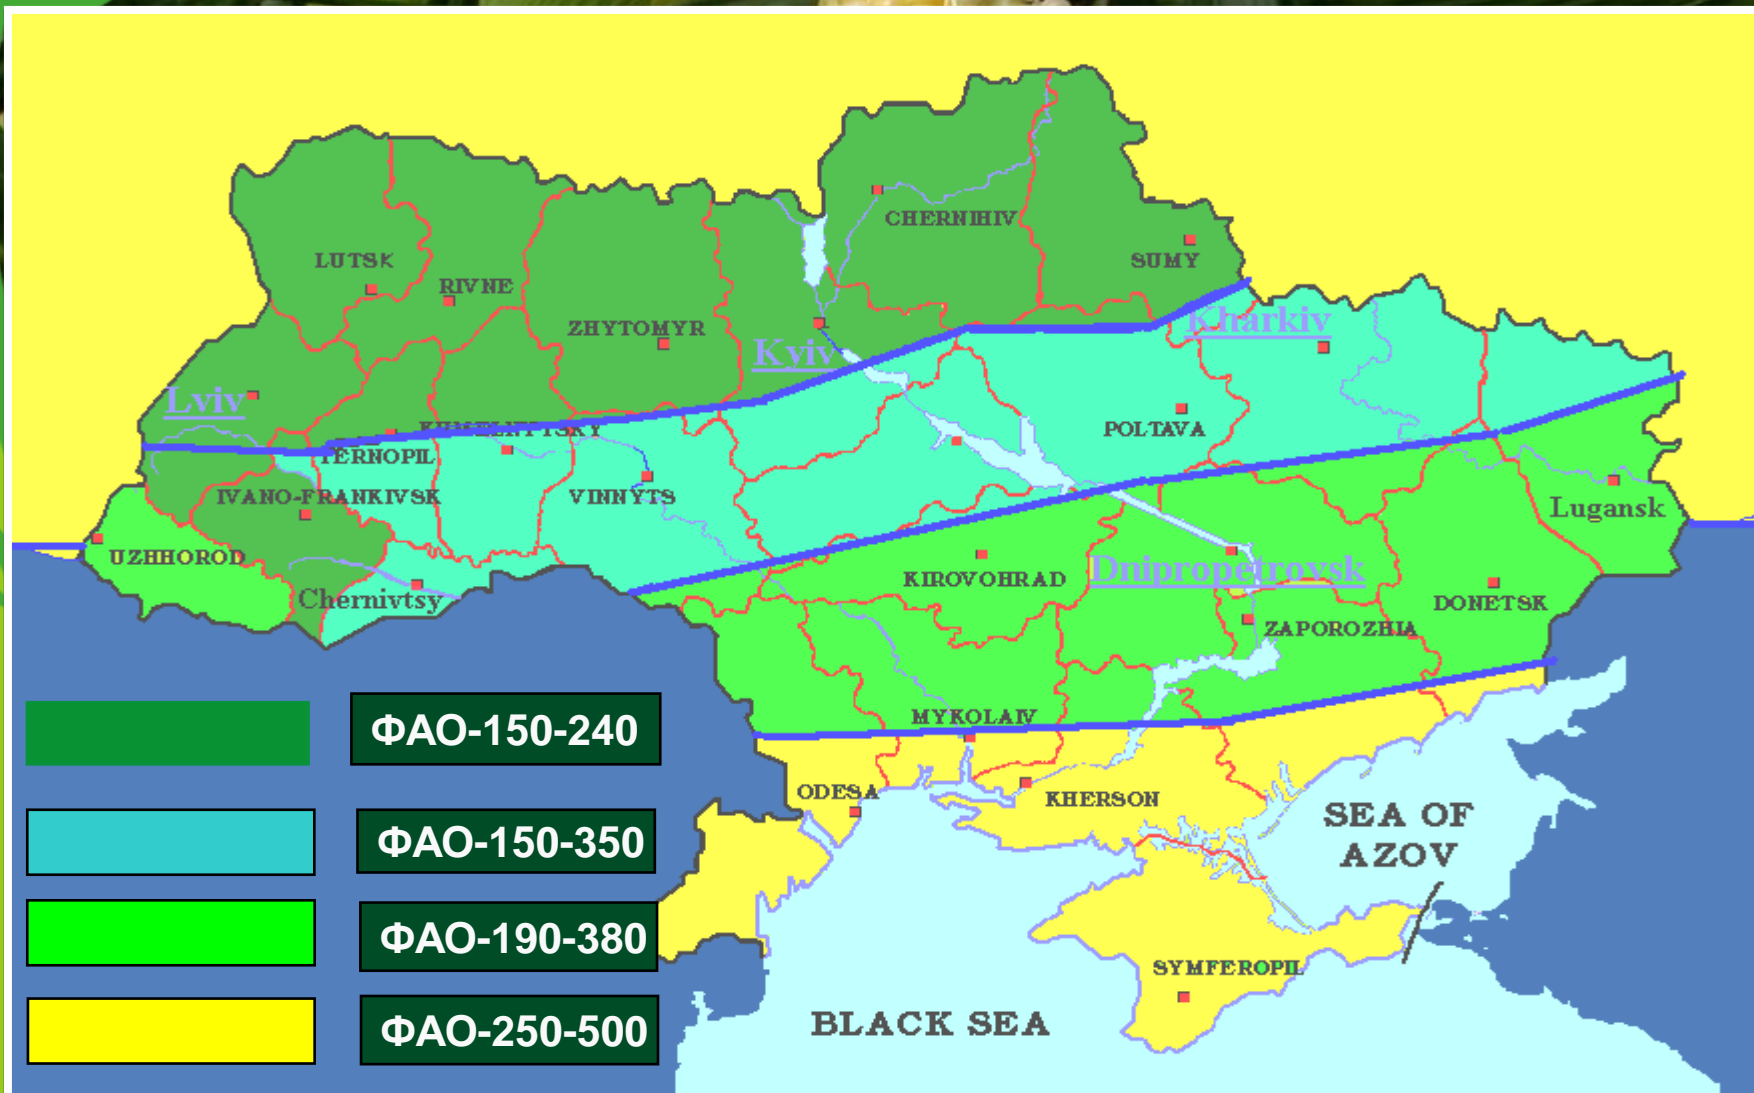 CHERNIHIV
LUTSK
SUMY
RIVNE
ZHYTOMYR
Kharkiv
Kviv
Lviv
KHMELNYTSKY
POLTAVA
TERNOPIL
IVANO-FRANKIVSK
VINNYTS
Lugansk
UZHHOROD
KIROVOHRAD
Dnipropetrovsk
Chernivtsy
DONETSK
ZAPOROZHIA
MYKOLAIV
ODESA
KHERSON
SEA OF
AZOV
SYMFEROPIL
BLACK SEA
ФАО-150-240
ФАО-150-350
ФАО-190-380
ФАО-250-500